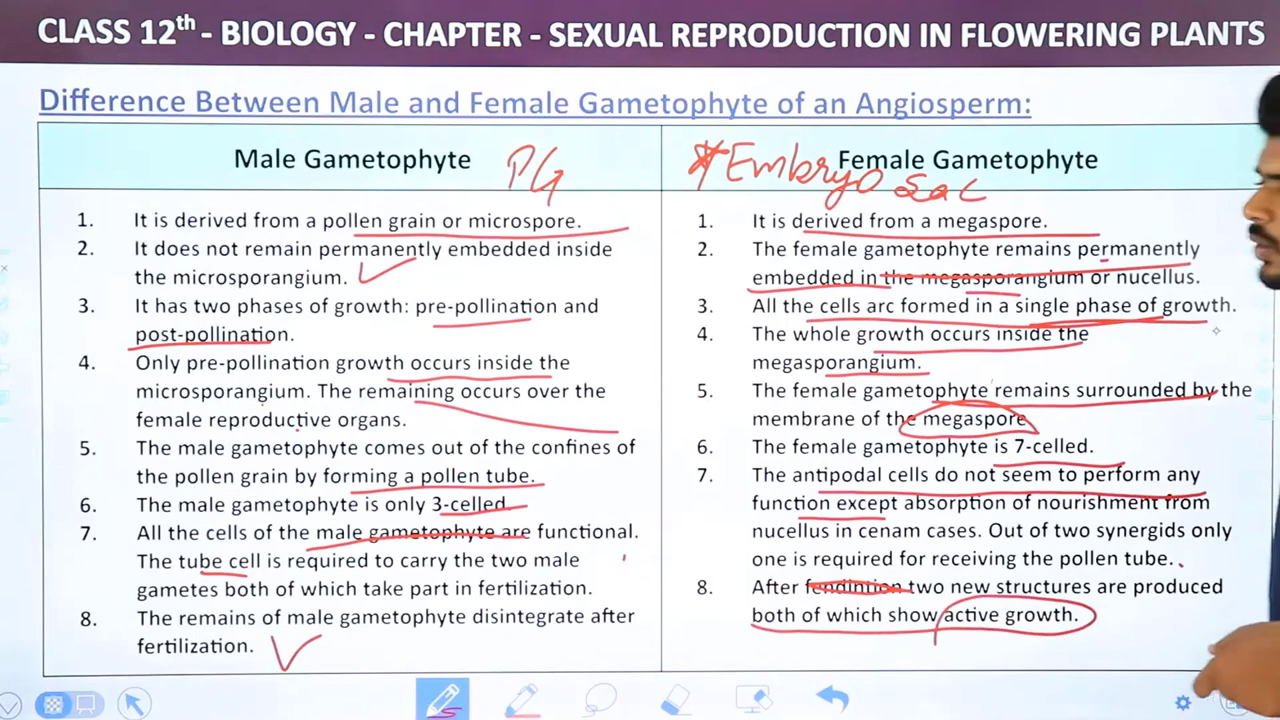 CLASS 12th - BIOLOGY - CHAPTER - SEXUAL REPRODUCTION IN FLOWERING PLANTS
Difference Between Male and Female Gametophyte of an Angiosperm:
Male Gametophyte PG
1. It is derived from a pollen grain or microspore.
2. It does not remain permanently embedded inside
the microsporangium.
3. It has two phases of growth: pre-pollination and
post-pollination.
4. Only pre-pollination growth occurs inside the
microsporangium. The remaining occurs over the
female reproductive organs.
5. The male gametophyte comes out of the confines of
the pollen grain by forming a pollen tube.
6. The male gametophyte is only 3-celled.
7. All the cells of the male gametophyte are functional.
The tube cell is required to carry the two male
gametes both of which take part in fertilization.
8. The remains of male gametophyte disintegrate after
fertilization.
Female Gametophyte
*Embryo Sac
1. It is derived from a megaspore.
2. The female gametophyte remains permanently
embedded in the megasporangium or nucellus.
3. All the cells arc formed in a single phase of growth.
4. The whole growth occurs inside the
megasporangium.
5. The female gametophyte remains surrounded by the
membrane of the megaspore.
6. The female gametophyte is 7-celled.
7. The antipodal cells do not seem to perform any
function except absorption of nourishment from
nucellus in cenam cases. Out of two synergids only
one is required for receiving the pollen tube.
8. After two new structures are produced
both of which show active growth.